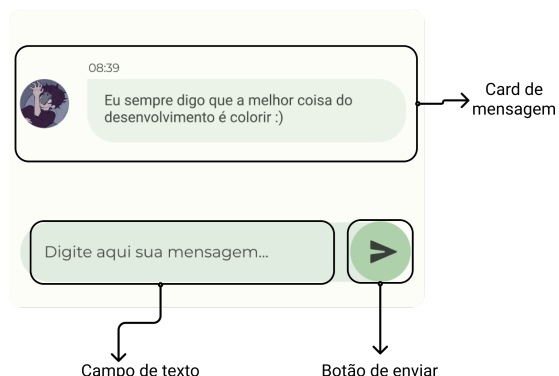 08:39
Eu sempre digo que a melhor coisa do
desenvolvimento é colorir :)
Card de
mensagem
Digite aqui sua mensagem...
Campo de texto
Botão de enviar